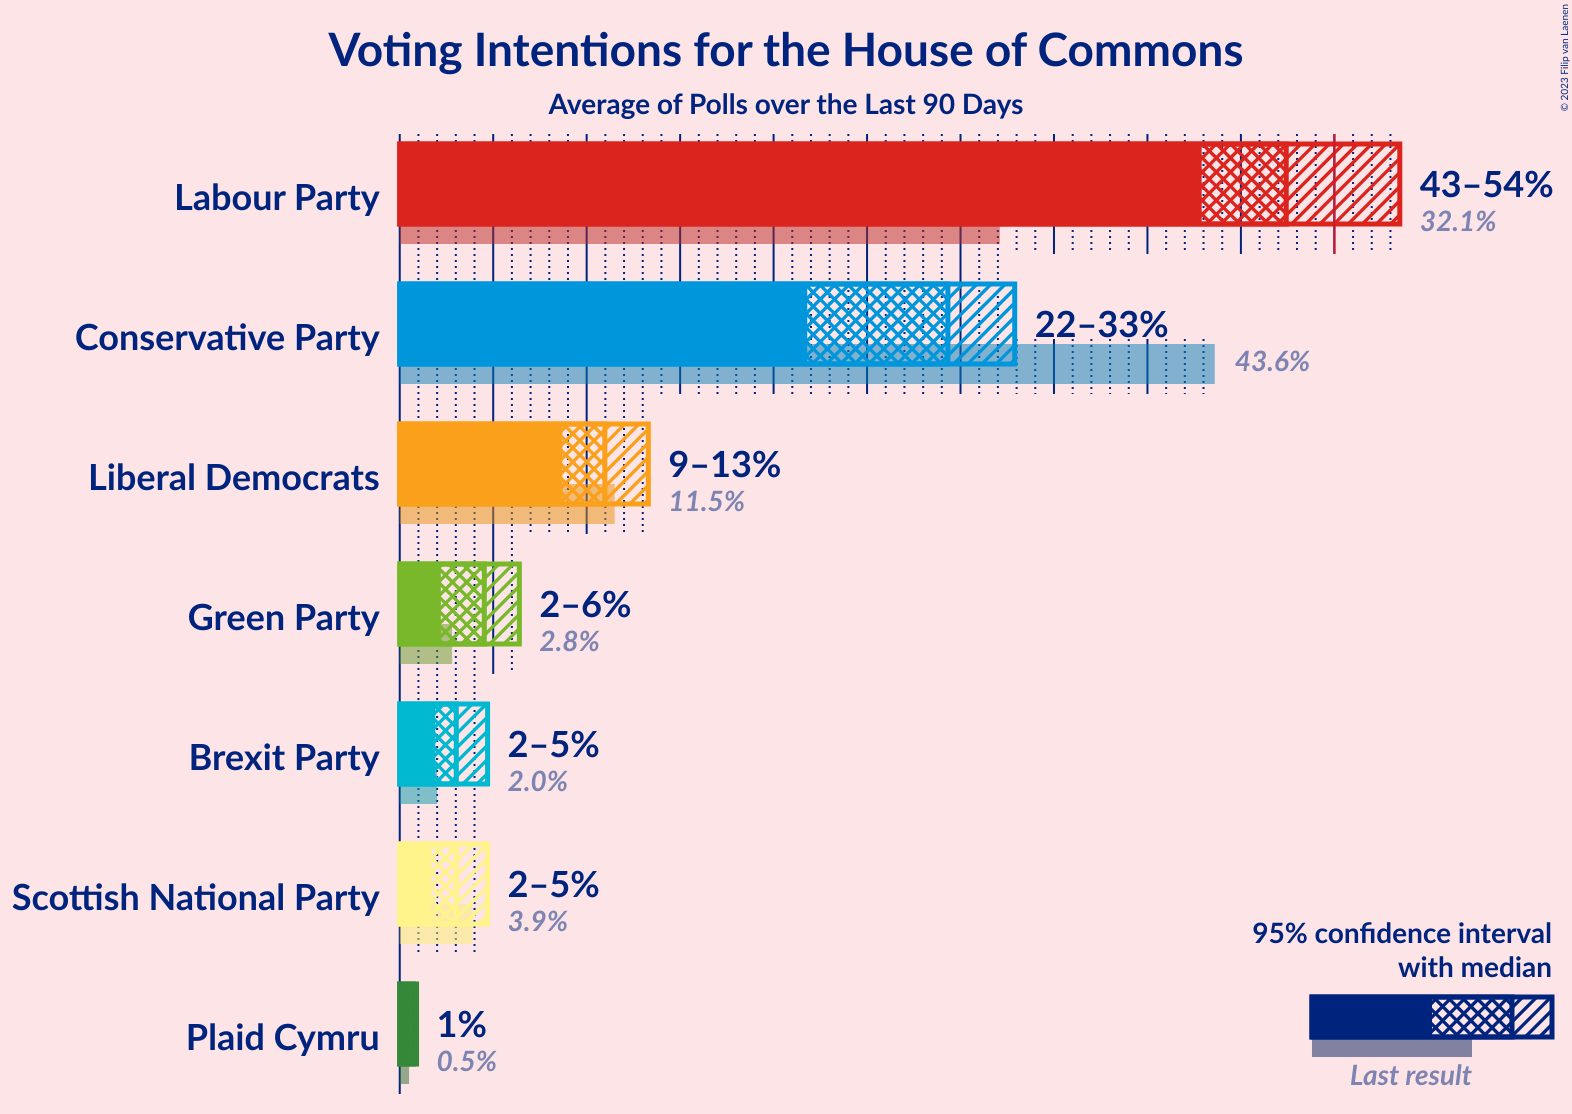 Voting Intentions for the House of Commons
Average of Polls over the Last 90 Days
© 2023 Filip van Laenen
Labour Party
43–54%
32.1%
Conservative Party
22–33%
43.6%
Liberal Democrats
9–13%
11.5%
Green Party
2–6%
2.8%
Brexit Party
2–5%
2.0%
Scottish National Party
2–5%
3.9%
Plaid Cymru
1%
0.5%
95% confidence interval
with median
Last result